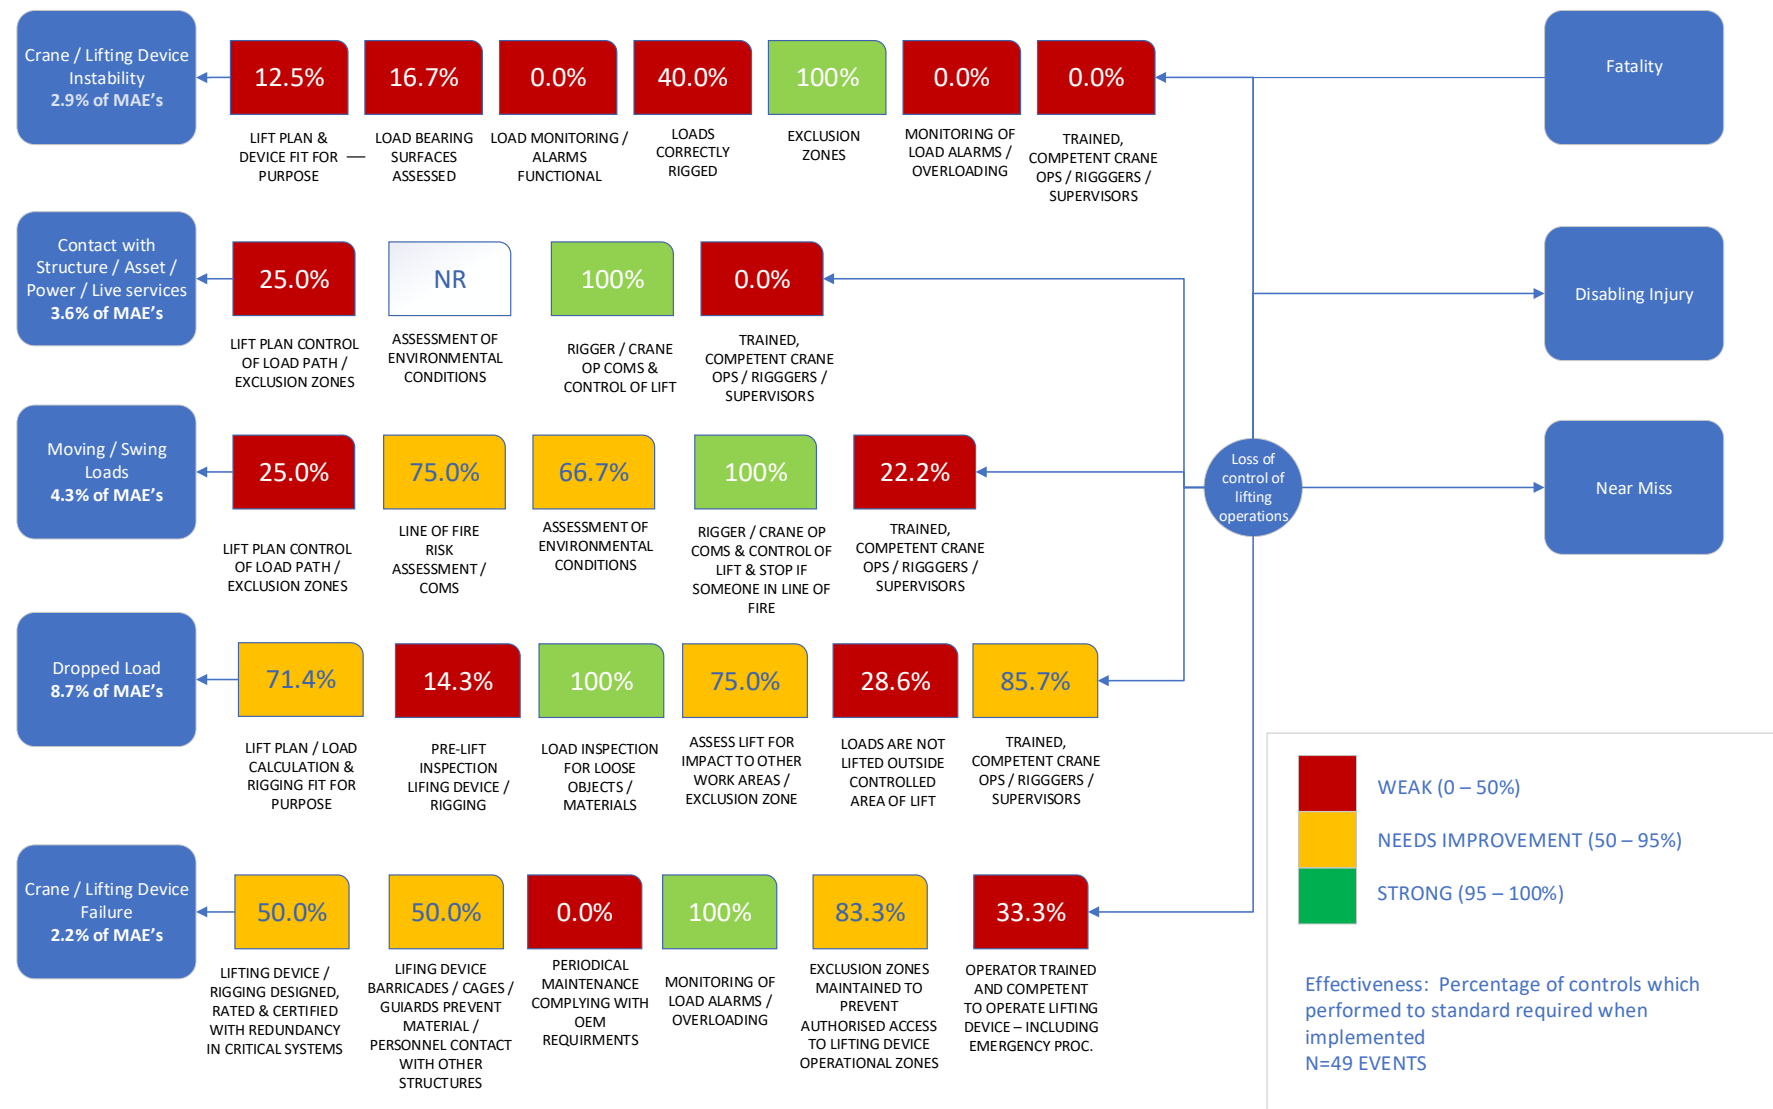 Crane / Lifting Device
Instability
2.9% of MAE's
12.5%
16.7%
0.0%
40.0%
100%
0.0%
0.0%
LIFT PLAN &
DEVICE FIT FOR
PURPOSE
LOAD BEARING
SURFACES
ASSESSED
LOAD MONITORING /
ALARMS
FUNCTIONAL
LOADS
CORRECTLY
RIGGED
EXCLUSION
ZONES
MONITORING OF
LOAD ALARMS /
OVERLOADING
TRAINED,
COMPETENT CRANE
OPS / RIGGGERS /
SUPERVISORS
Fatality
Contact with
Structure / Asset /
Power / Live services
3.6% of MAE's
25.0%
NR
100%
0.0%
LIFT PLAN CONTROL
OF LOAD PATH /
EXCLUSION ZONES
ASSESSMENT OF
ENVIRONMENTAL
CONDITIONS
RIGGER / CRANE
OP COMS &
CONTROL OF LIFT
TRAINED,
COMPETENT CRANE
OPS / RIGGGERS /
SUPERVISORS
Disabling Injury
Moving / Swing
Loads
4.3% of MAE's
25.0%
75.0%
66.7%
100%
22.2%
LIFT PLAN CONTROL
OF LOAD PATH /
EXCLUSION ZONES
LINE OF FIRE
RISK
ASSESSMENT /
COMS
ASSESSMENT OF
ENVIRONMENTAL
CONDITIONS
RIGGER / CRANE OP
COMS & CONTROL OF
LIFT & STOP IF
SOMEONE IN LINE OF
FIRE
TRAINED,
COMPETENT CRANE
OPS / RIGGGERS /
SUPERVISORS
Loss of
control of
lifting
operations
Near Miss
Dropped Load
8.7% of MAE's
71.4%
14.3%
100%
75.0%
28.6%
85.7%
LIFT PLAN / LOAD
CALCULATION &
RIGGING FIT FOR
PURPOSE
PRE-LIFT
INSPECTION
LIFING DEVICE /
RIGGING
LOAD INSPECTION
FOR LOOSE
OBJECTS /
MATERIALS
ASSESS LIFT FOR
IMPACT TO OTHER
WORK AREAS /
EXCLUSION ZONE
LOADS ARE NOT
LIFTED OUTSIDE
CONTROLLED
AREA OF LIFT
TRAINED,
COMPETENT CRANE
OPS / RIGGGERS /
SUPERVISORS
Crane / Lifting Device
Failure
2.2% of MAE's
50.0%
50.0%
0.0%
100%
83.3%
33.3%
LIFTING DEVICE /
RIGGING DESIGNED,
RATED & CERTIFIED
WITH REDUNDANCY
IN CRITICAL SYSTEMS
LIFING DEVICE
BARRICADES / CAGES /
GUIARDS PREVENT
MATERIAL /
PERSONNEL CONTACT
WITH OTHER
STRUCTURES
PERIODICAL
MAINTENANCE
COMPLYING WITH
OEM
REQUIRMENTS
MONITORING OF
LOAD ALARMS /
OVERLOADING
EXCLUSION ZONES
MAINTAINED TO
PREVENT
AUTHORISED ACCESS
TO LIFTING DEVICE
OPERATIONAL ZONES
OPERATOR TRAINED
AND COMPETENT
TO OPERATE LIFTING
DEVICE – INCLUDING
EMERGENCY PROC.
WEAK (0 – 50%)
NEEDS IMPROVEMENT (50 – 95%)
STRONG (95 – 100%)
Effectiveness: Percentage of controls which
performed to standard required when
implemented
N=49 EVENTS